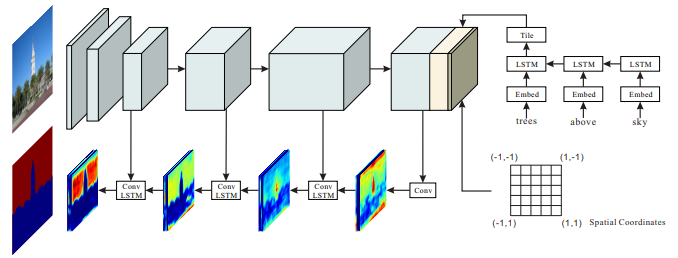 Tile
LSTM
LSTM
LSTM
Embed
Embed
Embed
trees
above
sky
(-1,-1)
(1,-1)
Conv
LSTM
Conv
LSTM
Conv
LSTM
Conv
(-1,1)
(1,1)
Spatial Coordinates